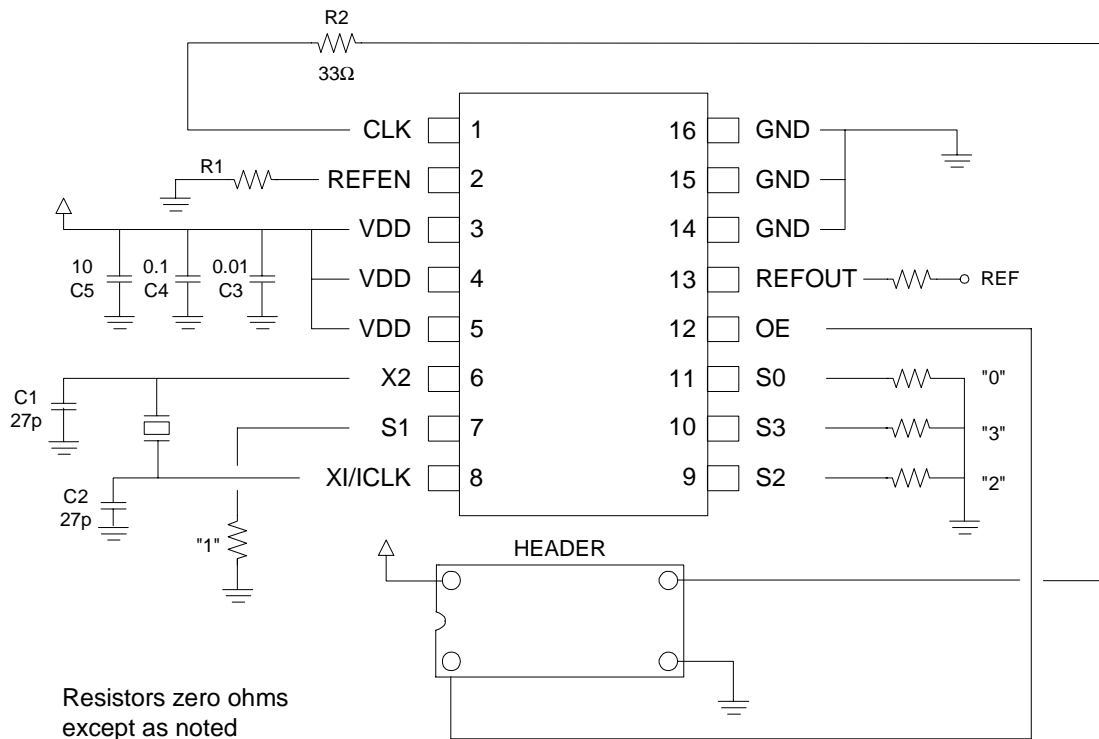 R2
33Ω
CLK 1 16 GND
R1
REFEN 2 15 GND
VDD 3 14 GND
10 0.1 0.01
C5 C4 C3
VDD 4 13 REFOUT REF
VDD 5 12 OE
X2 6 11 S0 "0"
C1
27p
S1 7 10 S3 "3"
XI/ICLK 8 9 S2 "2"
C2
27p
"1"
HEADER
Resistors zero ohms
except as noted